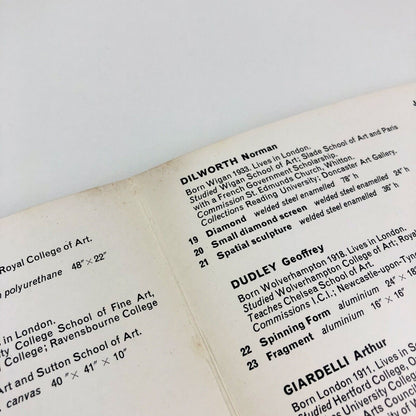 Royal College of Art.
polyurethane 48" × 22"
in London.
College School of Fine Art,
College; Ravensbourne College
Art and Sutton School of Art.
canvas 40" × 41" × 10"
DILWORTH Norman
Born Wigan 1933. Lives in London.
Studied Wigan School of Art; Slade School of Art and Paris
with a French Government Scholarship.
Commission St. Edmunds Church, Whitton.
Collections Reading University; Doncaster Art Gallery.
19 Diamond welded steel enamelled 78" h
20 Small diamond screen welded steel enamelled 24" h
21 Spatial sculpture welded steel enamelled 36" h
DUDLEY Geoffrey
Born Wolverhampton 1918. Lives in London.
Studied Wolverhampton College of Art; Royal
Teaches Chelsea School of Art.
Commissions I.C.I.; Newcastle-upon-Tyne
22 Spinning Form aluminium 24" ×
23 Fragment aluminium 16" × 16"
GIARDELLI Arthur
Born London 1911. Lives in
Studied Hertford College,
University
Council